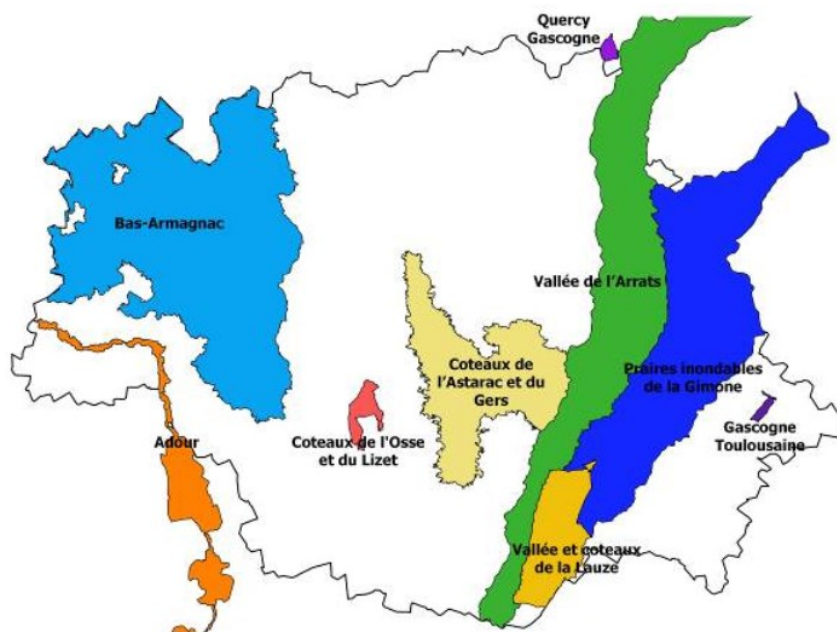 Quercy
Gascogne
Bas-Armagnac
Vallée de l'Arrats
Coteaux de
l'Astarac et du
Gers
Praires inondables
de la Gimone
Adour
Coteaux de l'Osse
et du Lizet
Gascogne
Toulousaine
Vallée et coteaux
de la Lauze